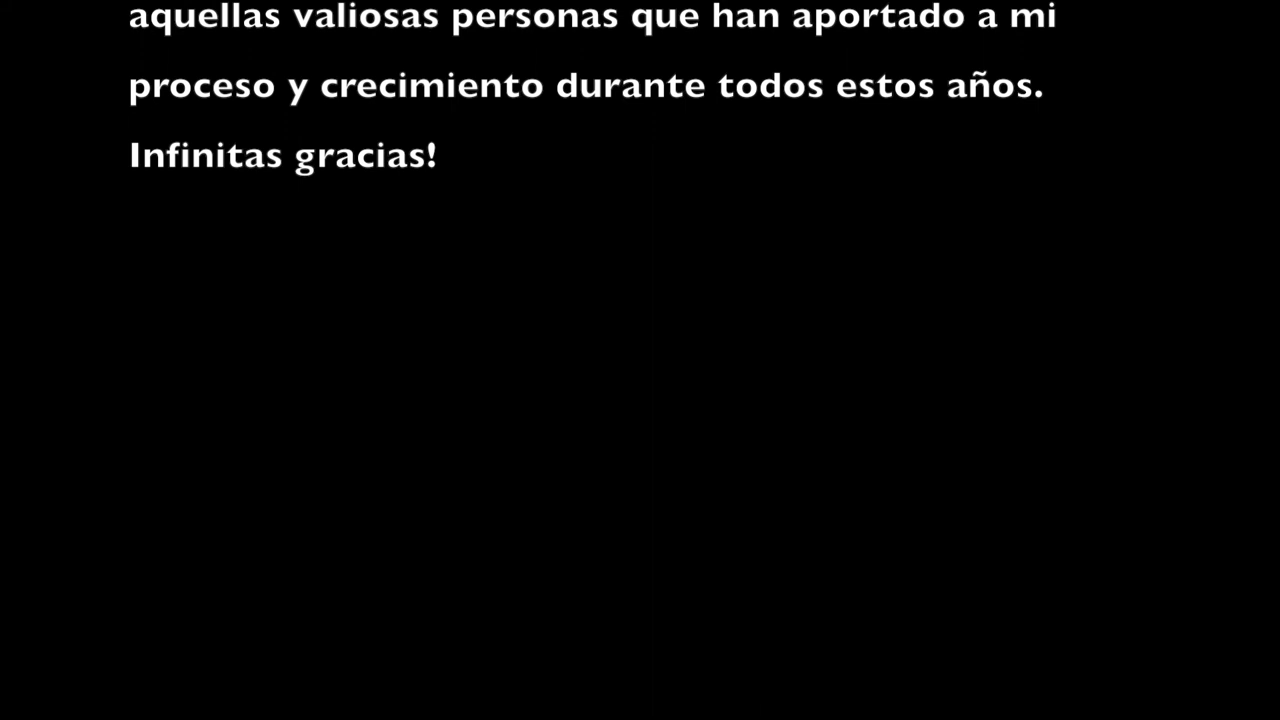 aquellas valiosas personas que han aportado a mi
proceso y crecimiento durante todos estos años.
Infinitas gracias!